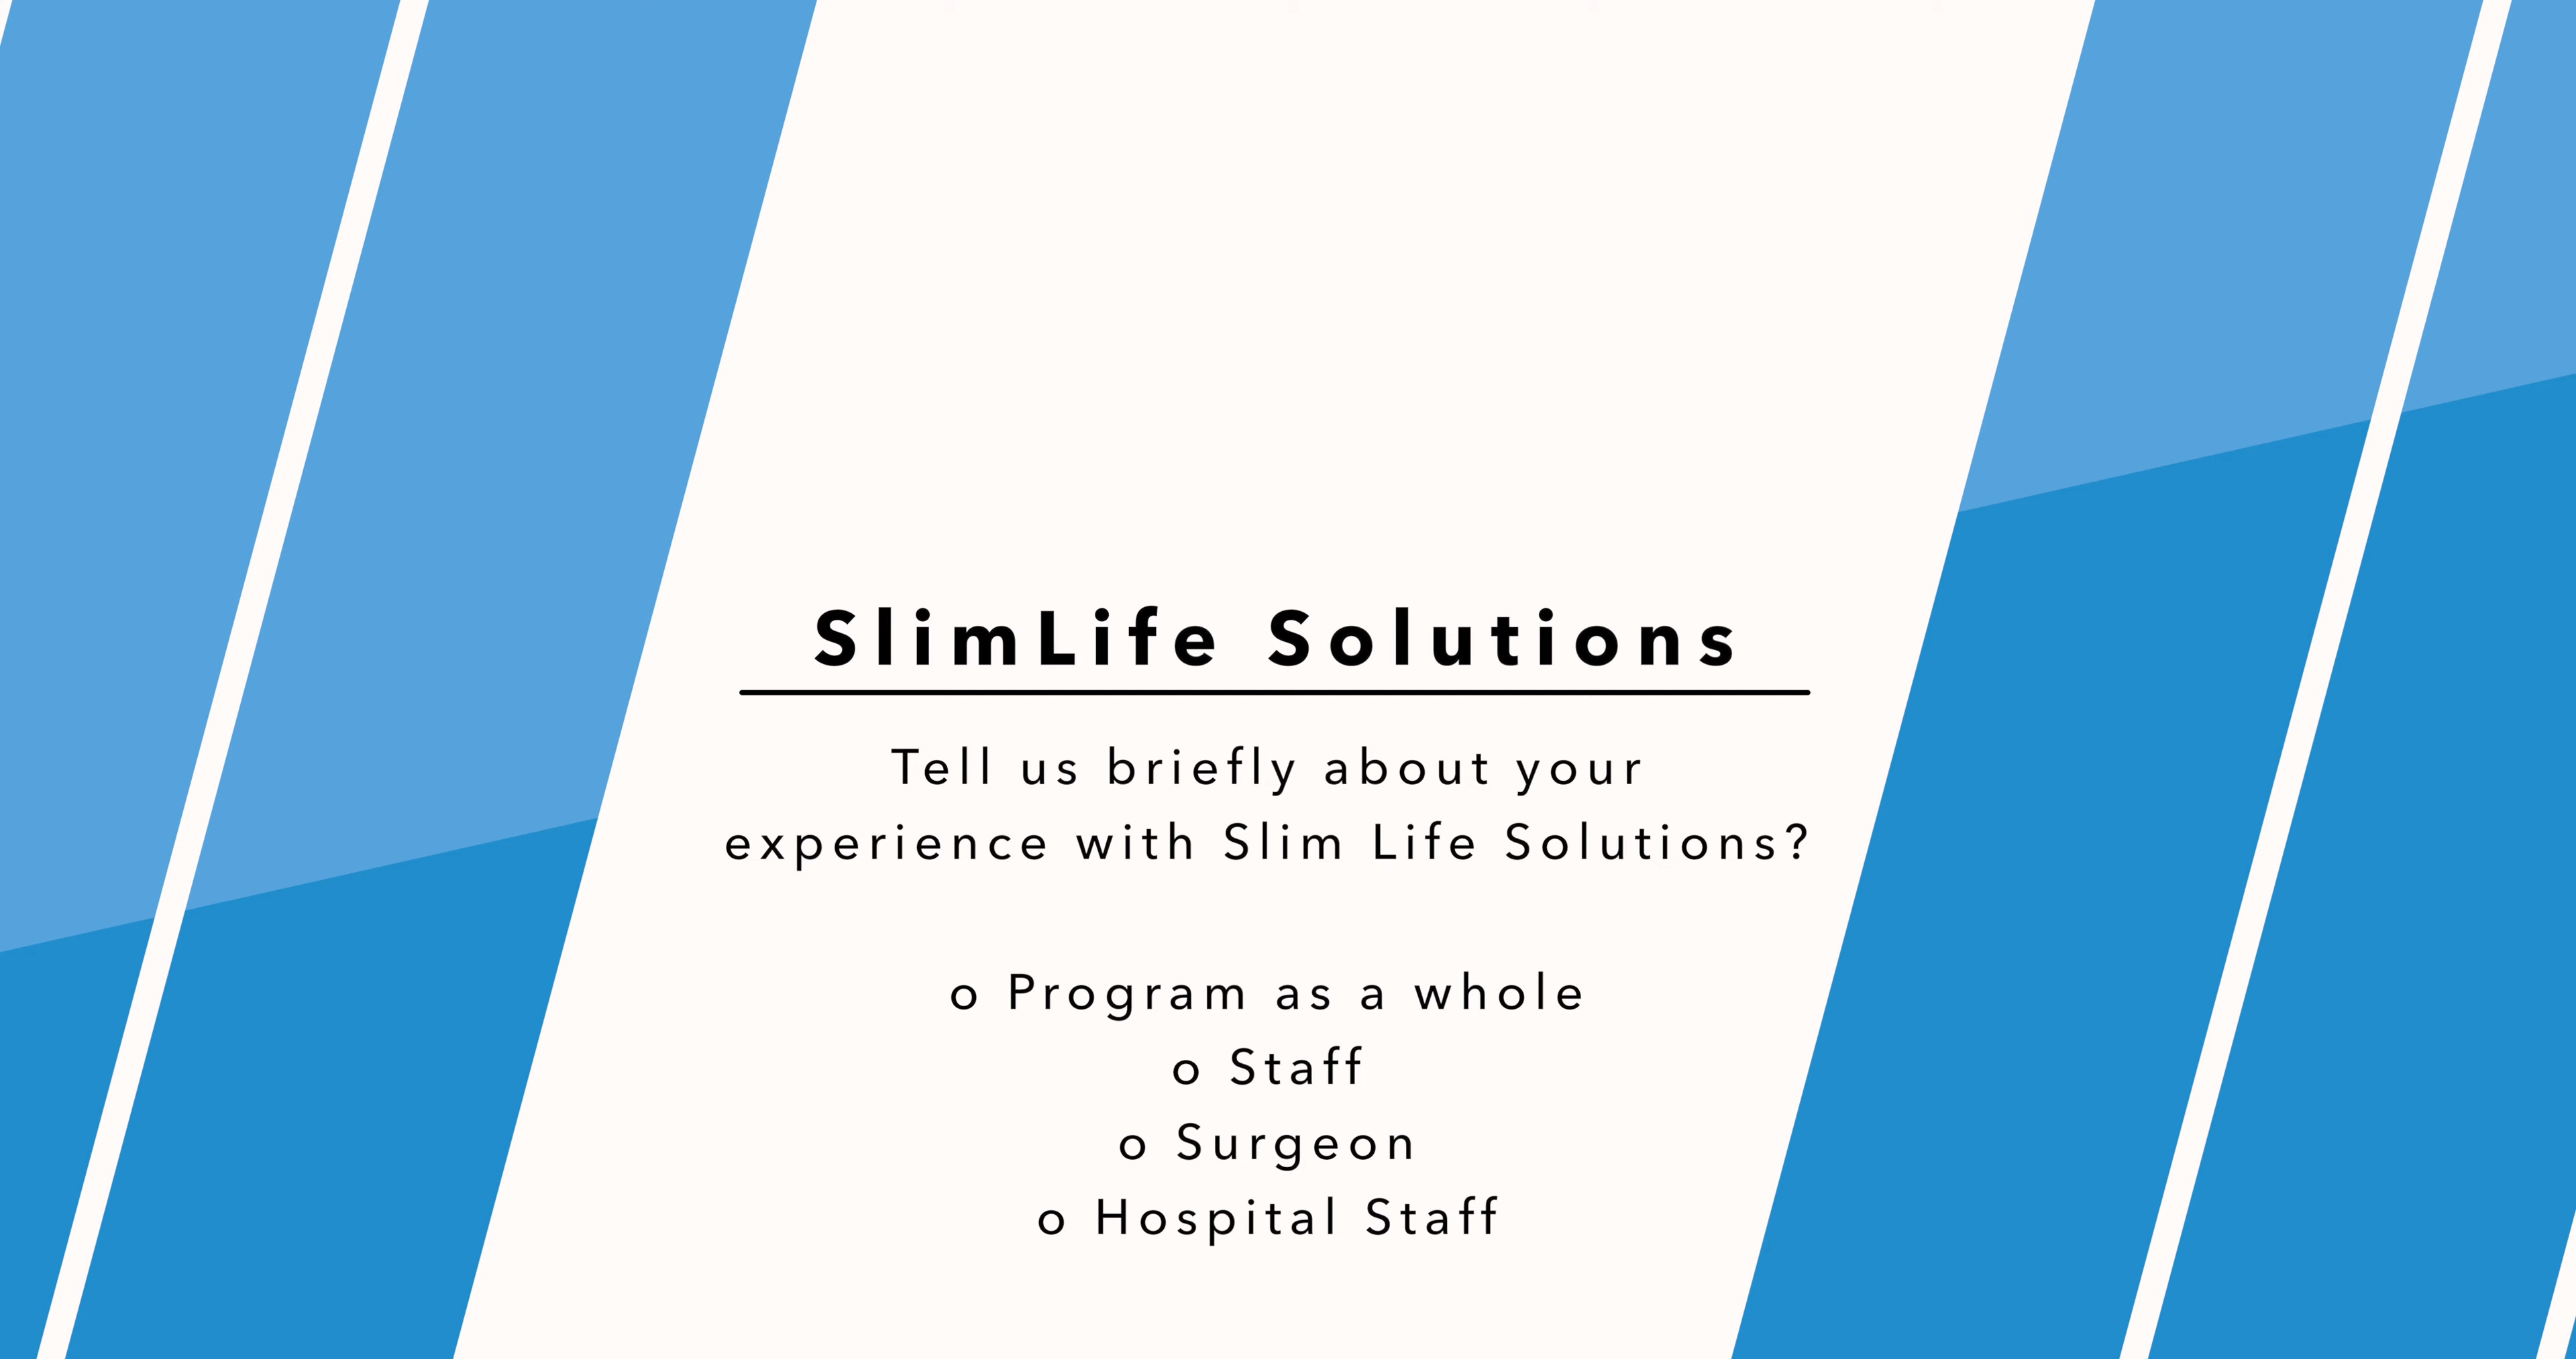 SlimLife Solutions
Tell us briefly about your
experience with Slim Life Solutions?
o Program as a whole
o Staff
o Surgeon
o Hospital Staff